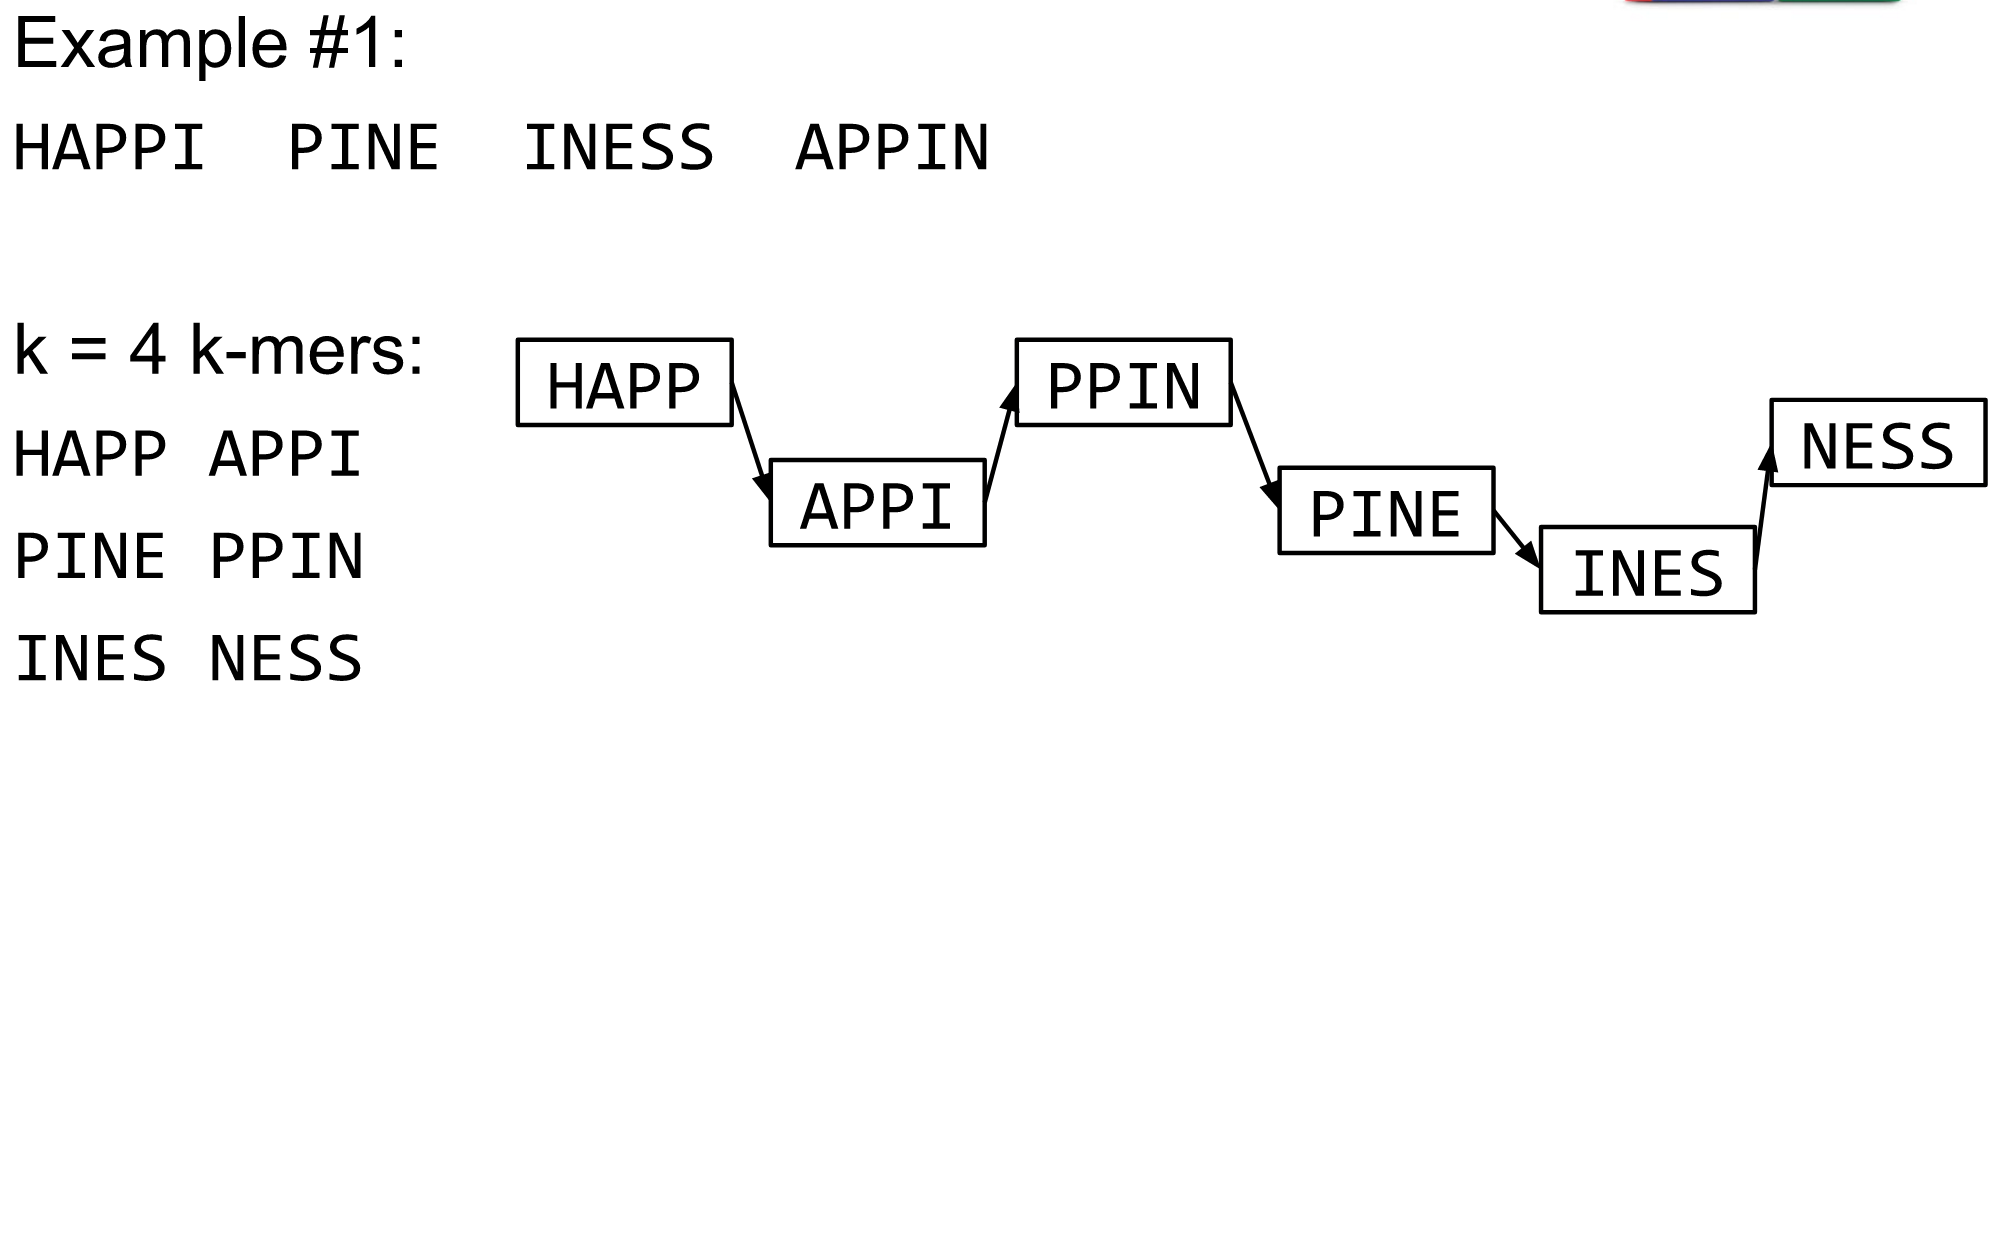 Example #1:
HAPPI PINE INESS APPIN
k = 4 k-mers:
HAPP APPI
PINE PPIN
INES NESS
HAPP
APPI
PPIN
PINE
INES
NESS